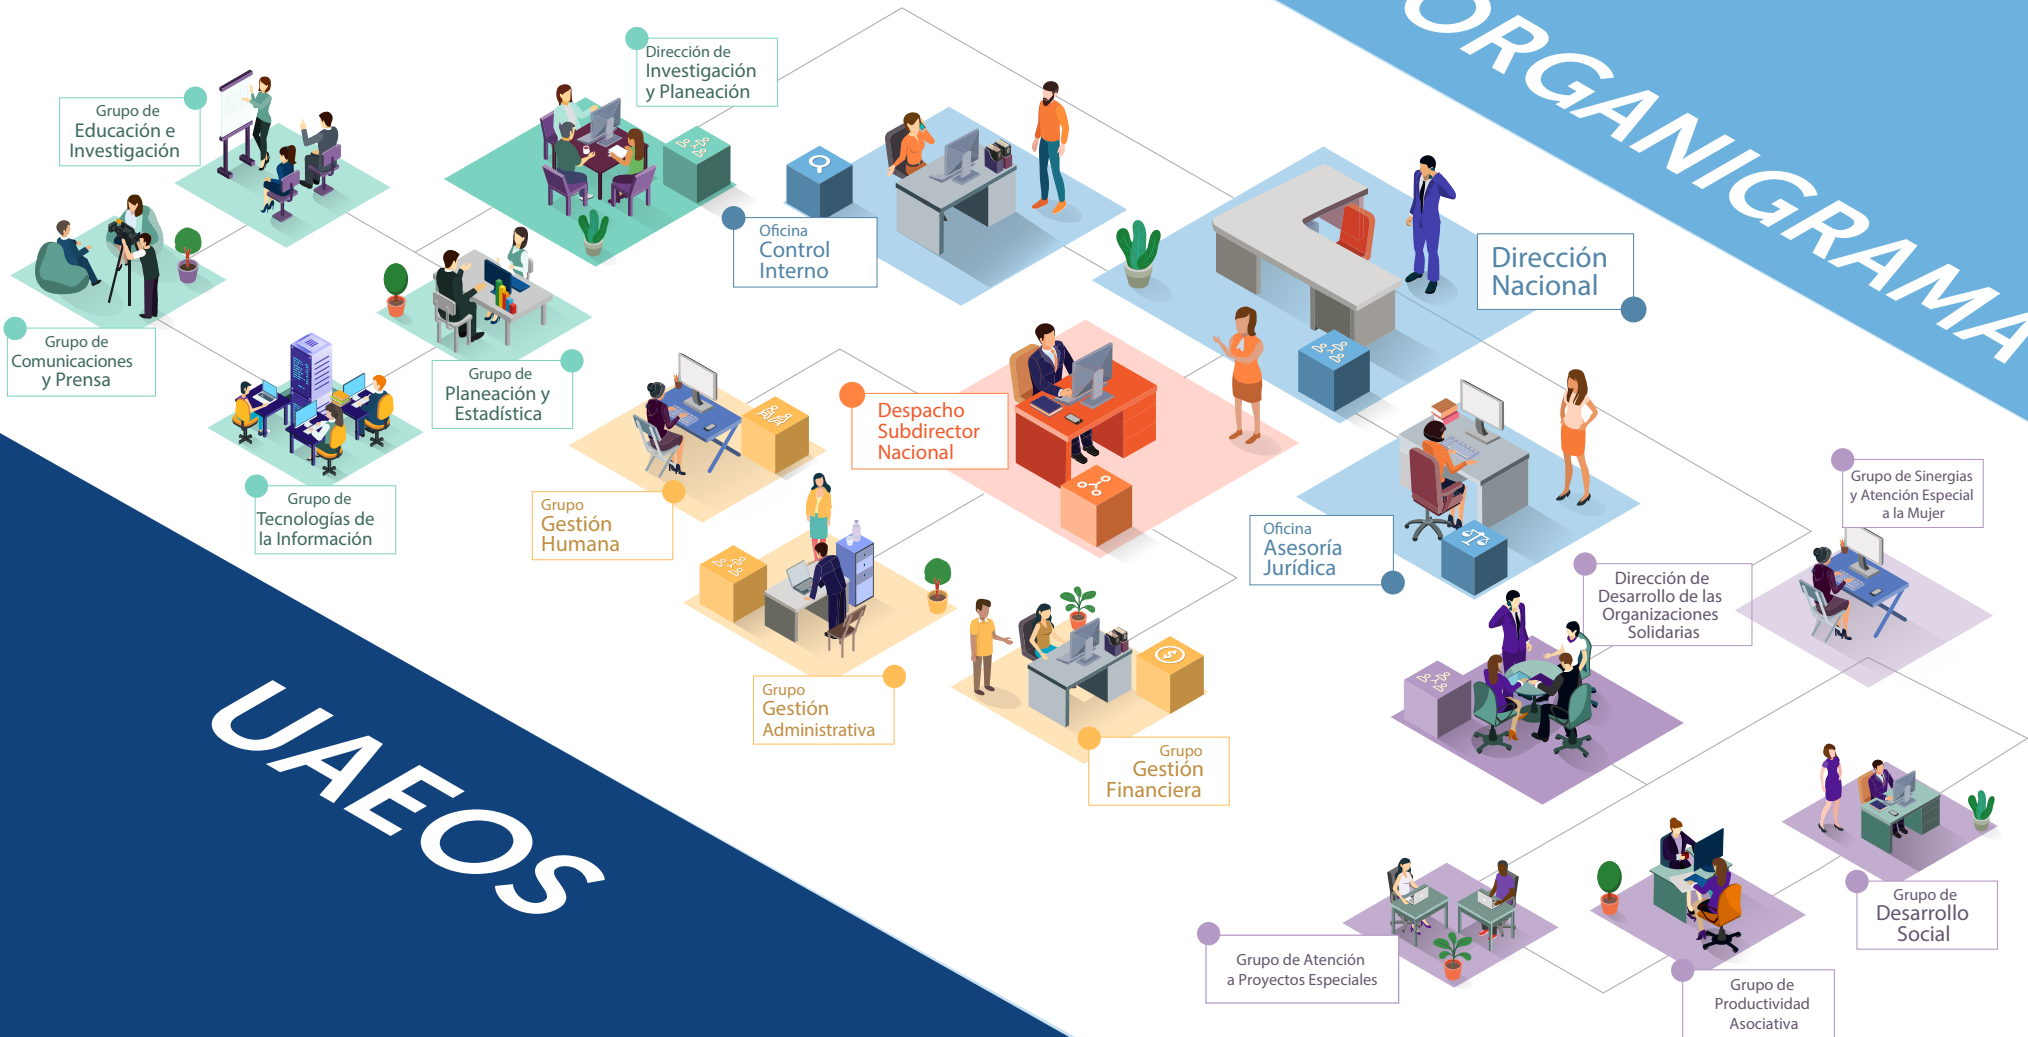 ORGANIGRAMA
Dirección de
Investigación
y Planeación
Grupo de
Educación e
Investigación
Grupo de
Comunicaciones
y Prensa
Grupo de
Planeación y
Estadística
Grupo de
Tecnologías de
la Información
Oficina
Control
Interno
Dirección
Nacional
Despacho
Subdirector
Nacional
Grupo
Gestión
Humana
Oficina
Asesoría
Jurídica
Grupo de Sinergias
y Atención Especial
a la Mujer
Dirección de
Desarrollo de las
Organizaciones
Solidarias
Grupo
Gestión
Administrativa
Grupo
Gestión
Financiera
Grupo de Atención
a Proyectos Especiales
Grupo de
Desarrollo
Social
Grupo de
Productividad
Asociativa
UAEOS